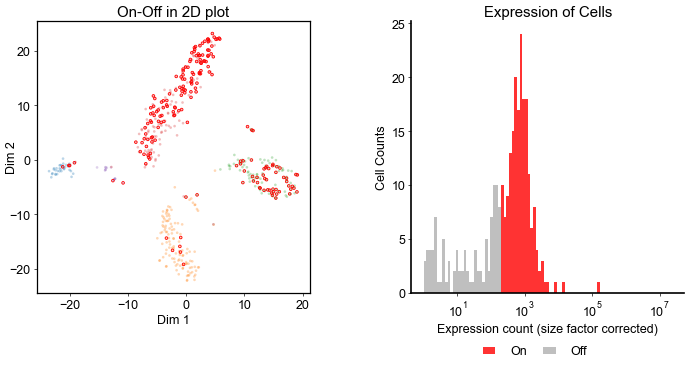 On-Off in 2D plot
Dim 2
20
10
0
−10
−20
−20 −10 0 10 20
Dim 1
Expression of Cells
Cell Counts
25
20
15
10
5
0
10^1 10^3 10^5 10^7
Expression count (size factor corrected)
On Off